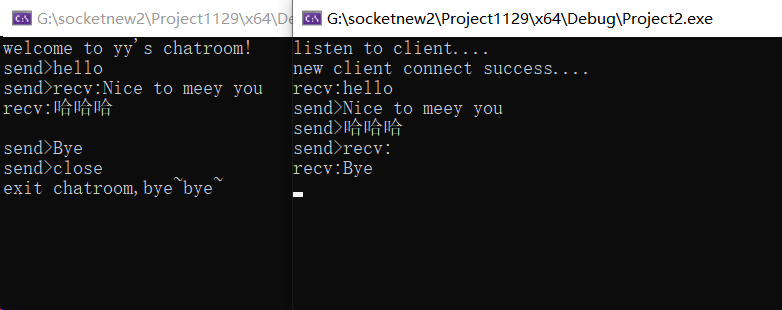 G:\socketnew2\Project1129\x64\De
welcome to yy's chatroom!
send>hello
send>recv:Nice to meey you
recv:哈哈哈
send>Bye
send>close
exit chatroom,bye~bye~
G:\socketnew2\Project1129\x64\Debug\Project2.exe
listen to client....
new client connect success....
recv:hello
send>Nice to meey you
send>哈哈哈
send>recv:
recv:Bye